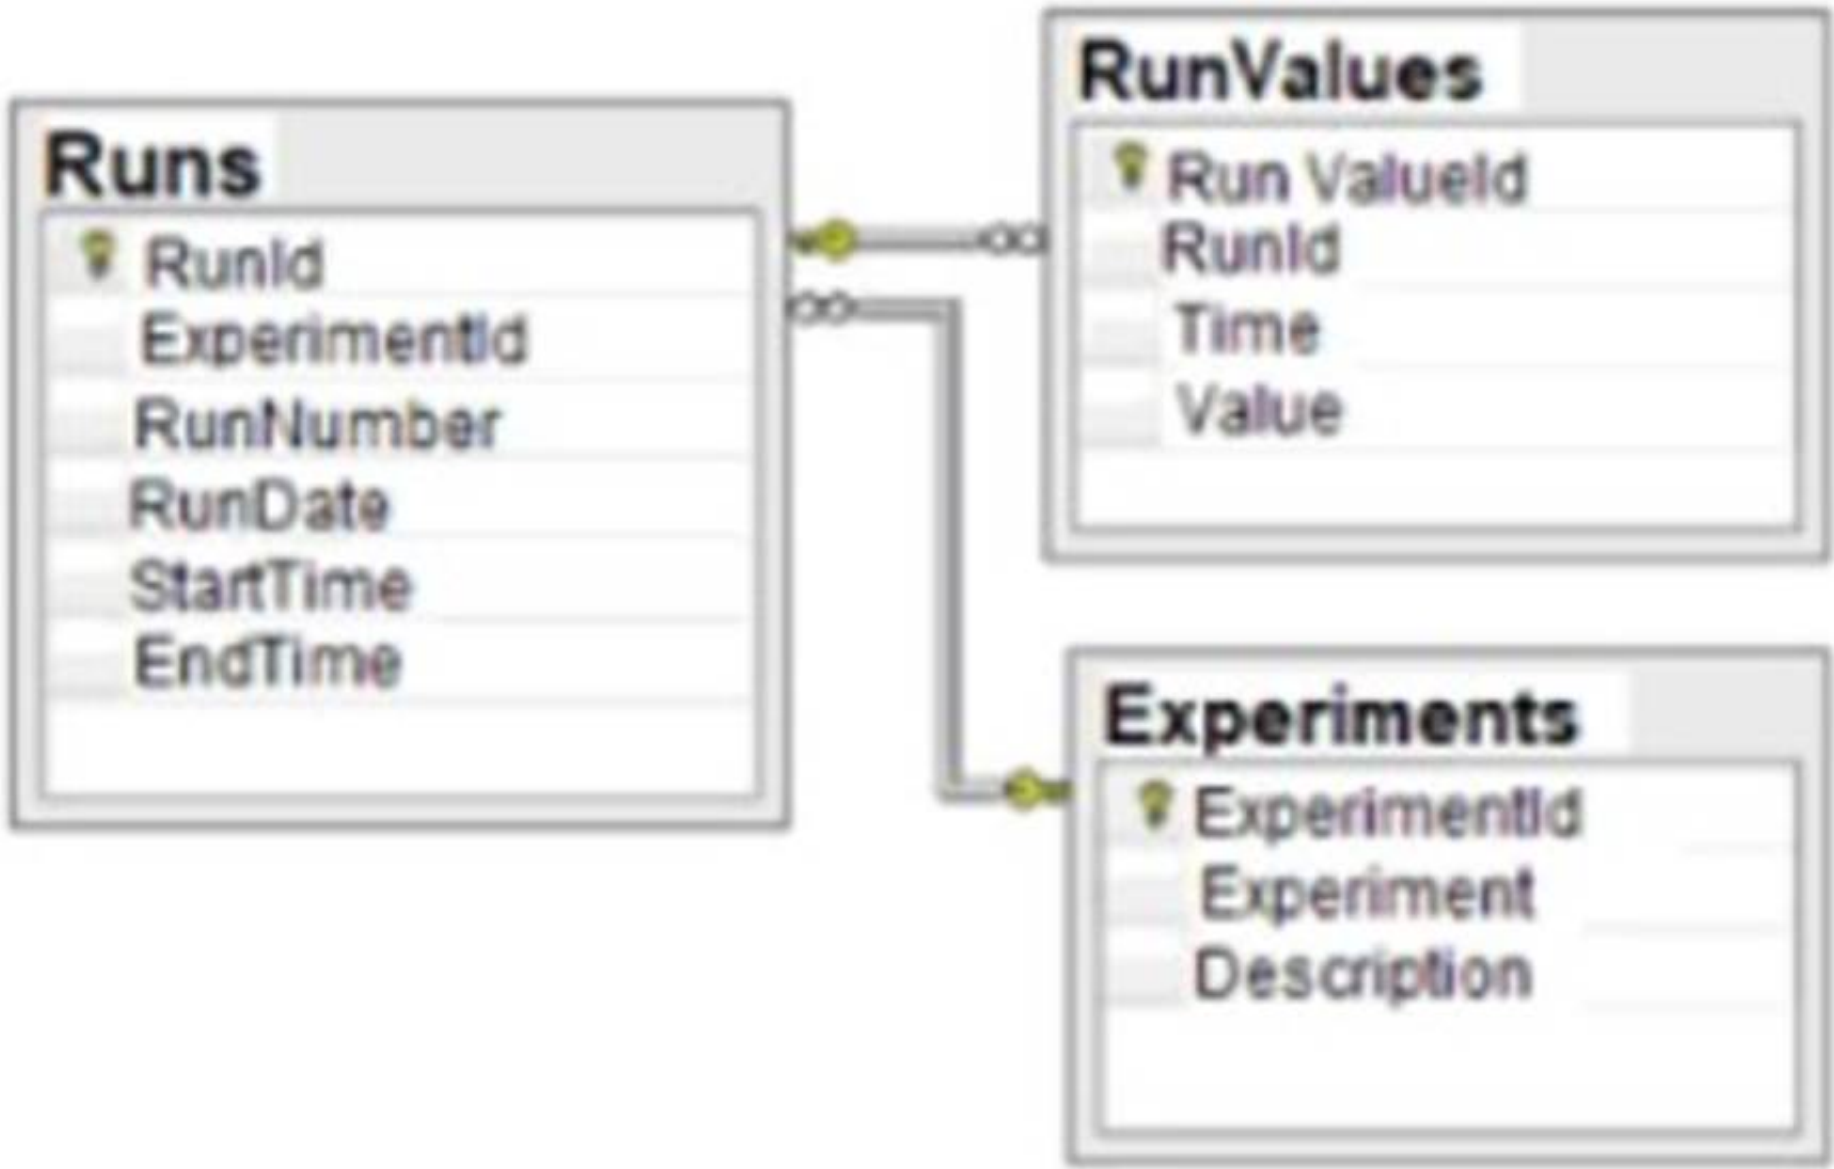 Runs
RunId
ExperimentId
RunNumber
RunDate
StartTime
EndTime
RunValues
Run ValueId
RunId
Time
Value
Experiments
ExperimentId
Experiment
Description